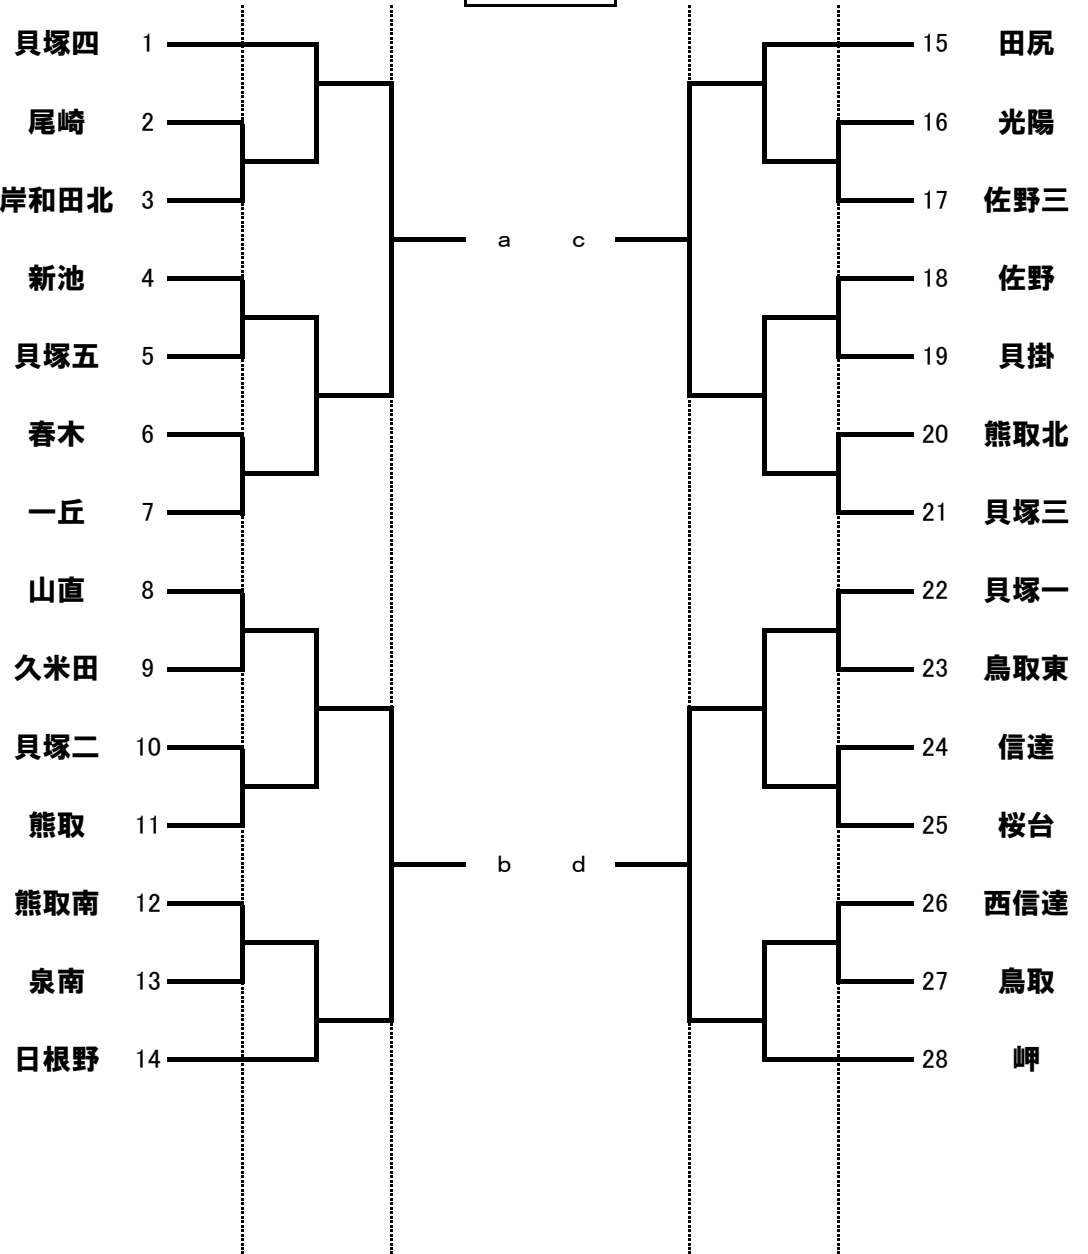 貝塚四 1 15 田尻
尾崎 2 16 光陽
岸和田北 3 17 佐野三
a c
新池 4 18 佐野
貝塚五 5 19 貝掛
春木 6 20 熊取北
一丘 7 21 貝塚三
山直 8 22 貝塚一
久米田 9 23 鳥取東
貝塚二 10 24 信達
熊取 11 25 桜台
b d
熊取南 12 26 西信達
泉南 13 27 鳥取
日根野 14 28 岬